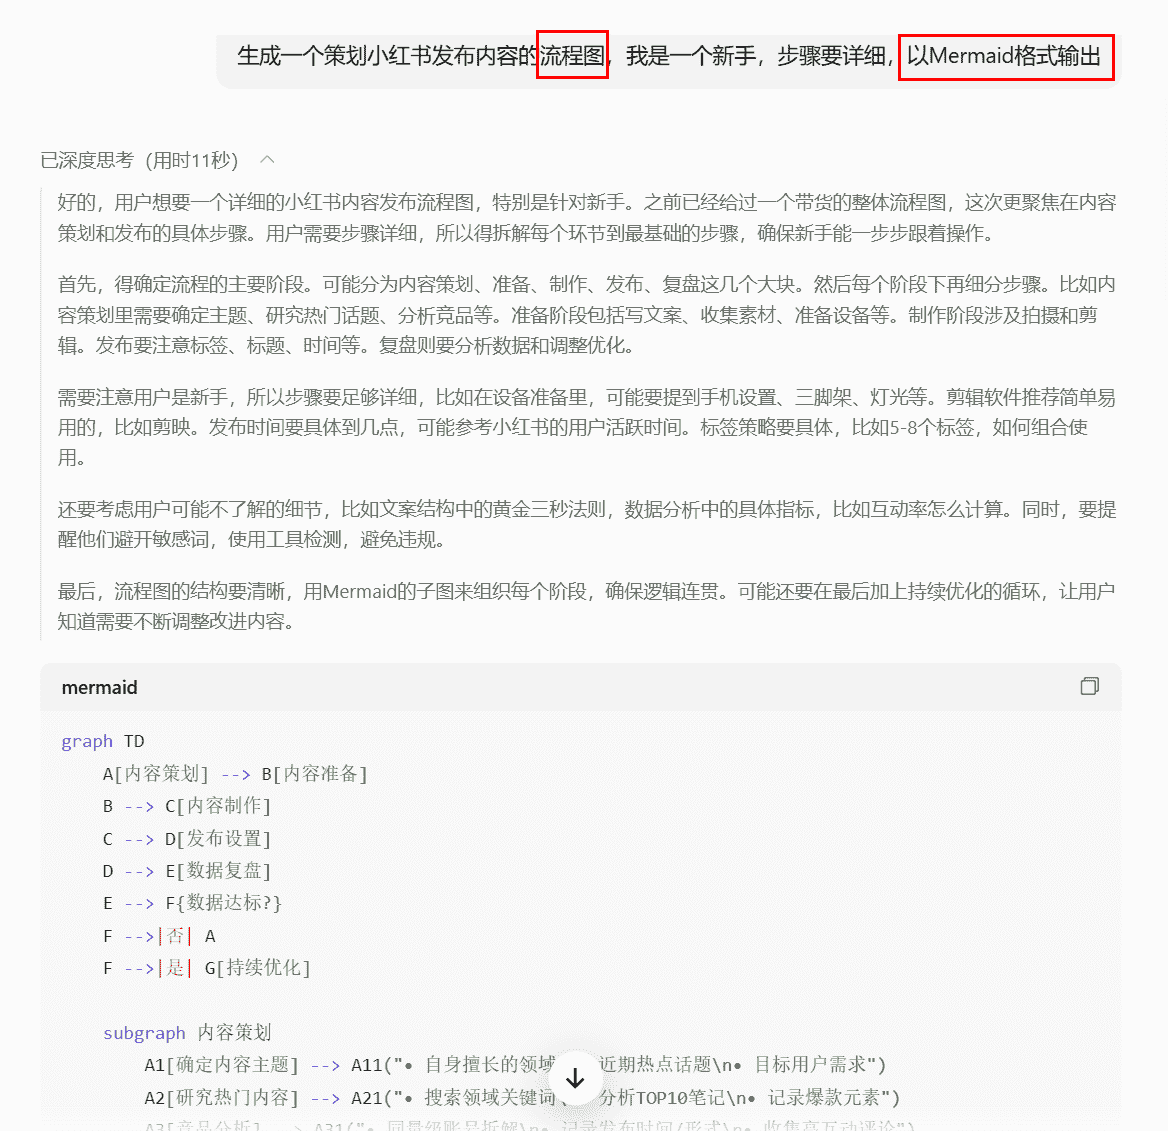 生成一个策划小红书发布内容的流程图，我是一个新手，步骤要详细，以Mermaid格式输出
已深度思考（用时11秒）
好的，用户想要一个详细的小红书内容发布流程图，特别是针对新手。之前已经给过一个带货的整体流程图，这次更聚焦在内容
策划和发布的具体步骤。用户需要步骤详细，所以得拆解每个环节到最基础的步骤，确保新手能一步步跟着操作。
首先，得确定流程的主要阶段。可能分为内容策划、准备、制作、发布、复盘这几个大块。然后每个阶段下再细分步骤。比如内
容策划里需要确定主题、研究热门话题、分析竞品等。准备阶段包括写文案、收集素材、准备设备等。制作阶段涉及拍摄和剪
辑。发布要注意标签、标题、时间等。复盘则要分析数据和调整优化。
需要注意用户是新手，所以步骤要足够详细，比如在设备准备里，可能要提到手机设置、三脚架、灯光等。剪辑软件推荐简单易
用的，比如剪映。发布时间要具体到几点，可能参考小红书的用户活跃时间。标签策略要具体，比如5-8个标签，如何组合使
用。
还要考虑用户可能不了解的细节，比如文案结构中的黄金三秒法则，数据分析中的具体指标，比如互动率怎么计算。同时，要提
醒他们避开敏感词，使用工具检测，避免违规。
最后，流程图的结构要清晰，用Mermaid的子图来组织每个阶段，确保逻辑连贯。可能还要在最后加上持续优化的循环，让用户
知道需要不断调整改进内容。
mermaid
graph TD
A[内容策划] --> B[内容准备]
B --> C[内容制作]
C --> D[发布设置]
D --> E[数据复盘]
E --> F{数据达标?}
F -->|否| A
F -->|是| G[持续优化]
subgraph 内容策划
A1[确定内容主题] --> A11("• 自身擅长的领域 近期热点话题\n• 目标用户需求")
A2[研究热门内容] --> A21("• 搜索领域关键词\ 分析TOP10笔记\n• 记录爆款元素")
A3[竞品分析] --> A31("• 同量级账号拆解\n• 记录发布时间/形式\n• 收集高互动评论")